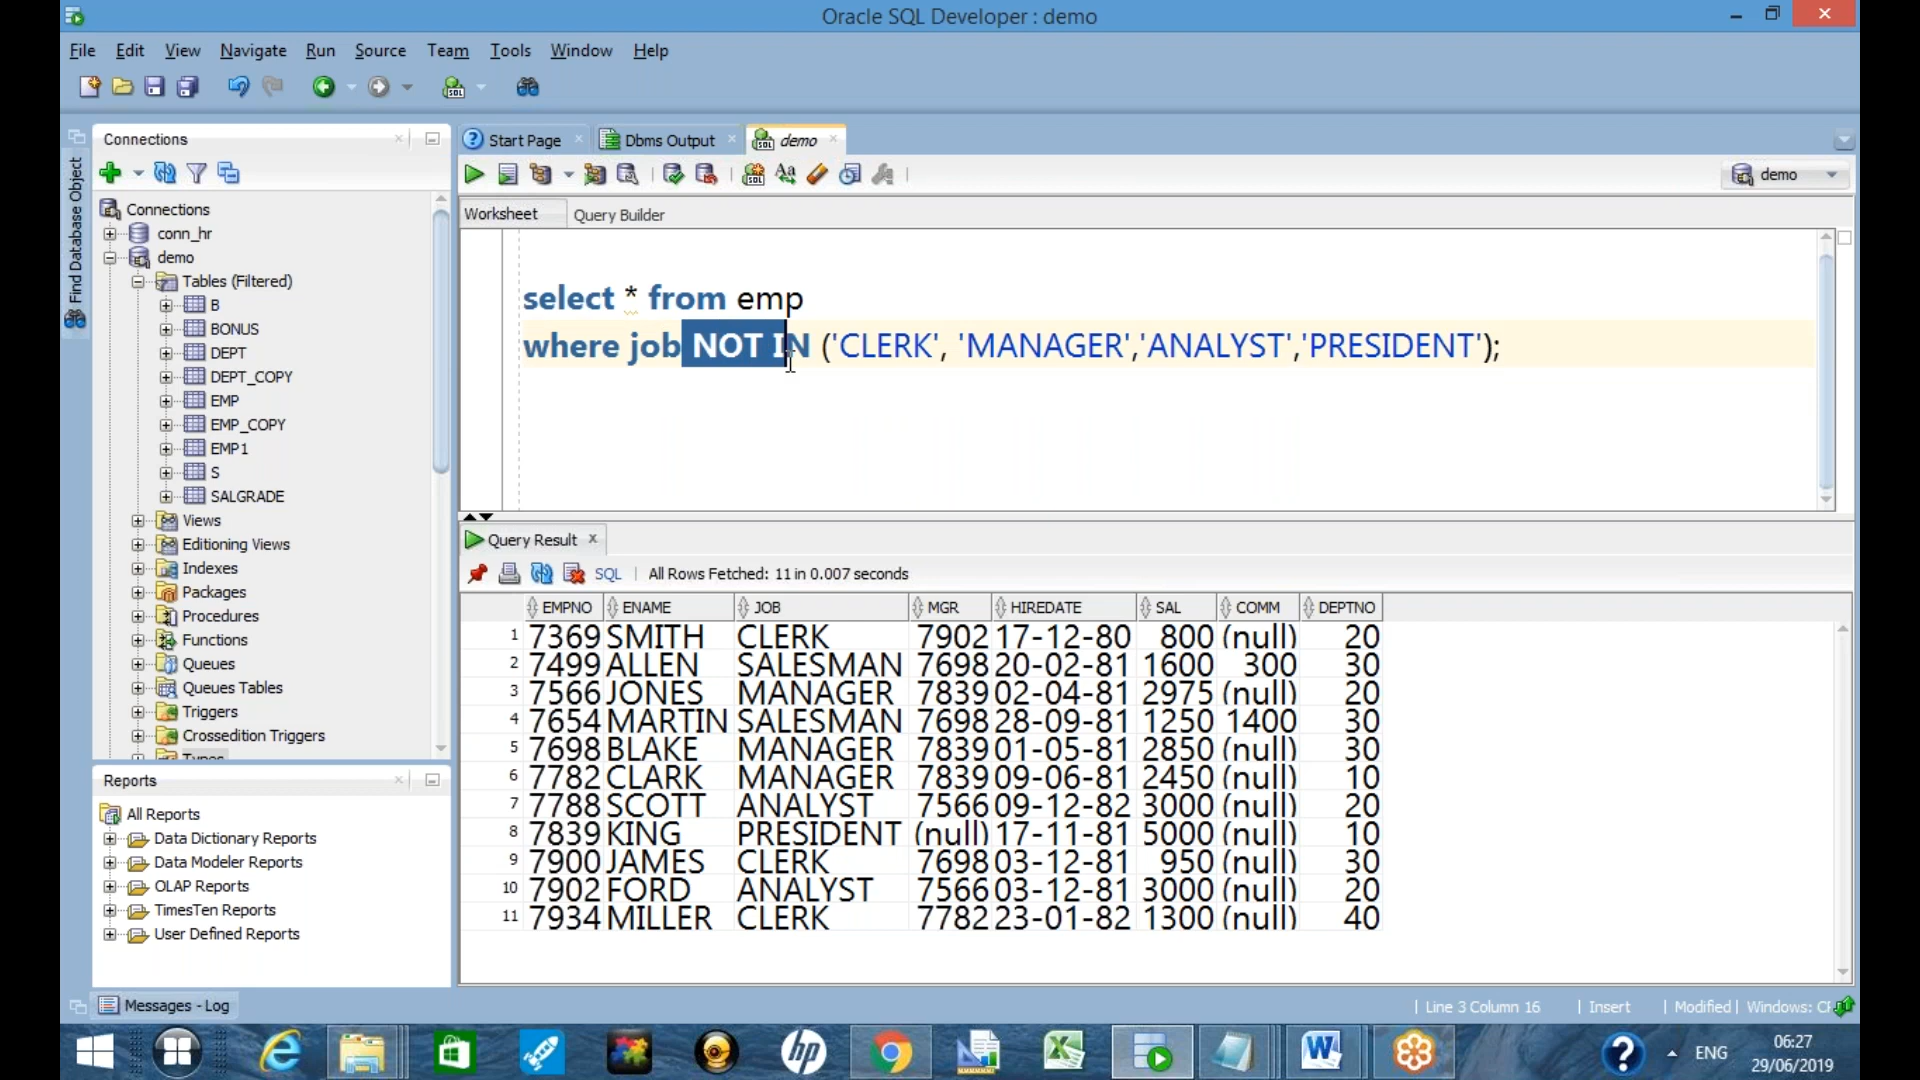 Oracle SQL Developer : demo
File Edit View Navigate Run Source Team Tools Window Help
Find Database Object
Connections
Start Page
Dbms Output
demo
demo
Worksheet
Query Builder
Connections
conn_hr
demo
Tables (Filtered)
B
BONUS
DEPT
DEPT_COPY
EMP
EMP_COPY
EMP1
S
SALGRADE
Views
Editioning Views
Indexes
Packages
Procedures
Functions
Queues
Queues Tables
Triggers
Crossedition Triggers
Types
select * from emp
where job NOT IN ('CLERK', 'MANAGER','ANALYST','PRESIDENT');
Query Result
SQL All Rows Fetched: 11 in 0.007 seconds
EMPNO ENAME JOB MGR HIREDATE SAL COMM DEPTNO
1 7369 SMITH CLERK 7902 17-12-80 800 (null) 20
2 7499 ALLEN SALESMAN 7698 20-02-81 1600 300 30
3 7566 JONES MANAGER 7839 02-04-81 2975 (null) 20
4 7654 MARTIN SALESMAN 7698 28-09-81 1250 1400 30
5 7698 BLAKE MANAGER 7839 01-05-81 2850 (null) 30
6 7782 CLARK MANAGER 7839 09-06-81 2450 (null) 10
7 7788 SCOTT ANALYST 7566 09-12-82 3000 (null) 20
8 7839 KING PRESIDENT (null) 17-11-81 5000 (null) 10
9 7900 JAMES CLERK 7698 03-12-81 950 (null) 30
10 7902 FORD ANALYST 7566 03-12-81 3000 (null) 20
11 7934 MILLER CLERK 7782 23-01-82 1300 (null) 40
Reports
All Reports
Data Dictionary Reports
Data Modeler Reports
OLAP Reports
TimesTen Reports
User Defined Reports
Messages - Log
Line 3 Column 16 Insert Modified Windows:
ENG
06:27
29/06/2019